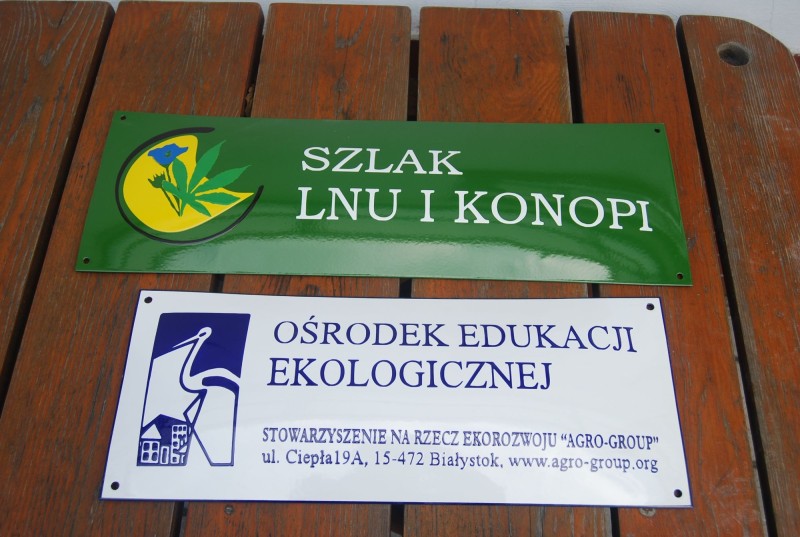 SZLAK
LNU I KONOPI
OŚRODEK EDUKACJI
EKOLOGICZNEJ
STOWARZYSZENIE NA RZECZ EKOROZWOJU "AGRO-GROUP"
ul. Ciepła19A, 15-472 Białystok, www.agro-group.org